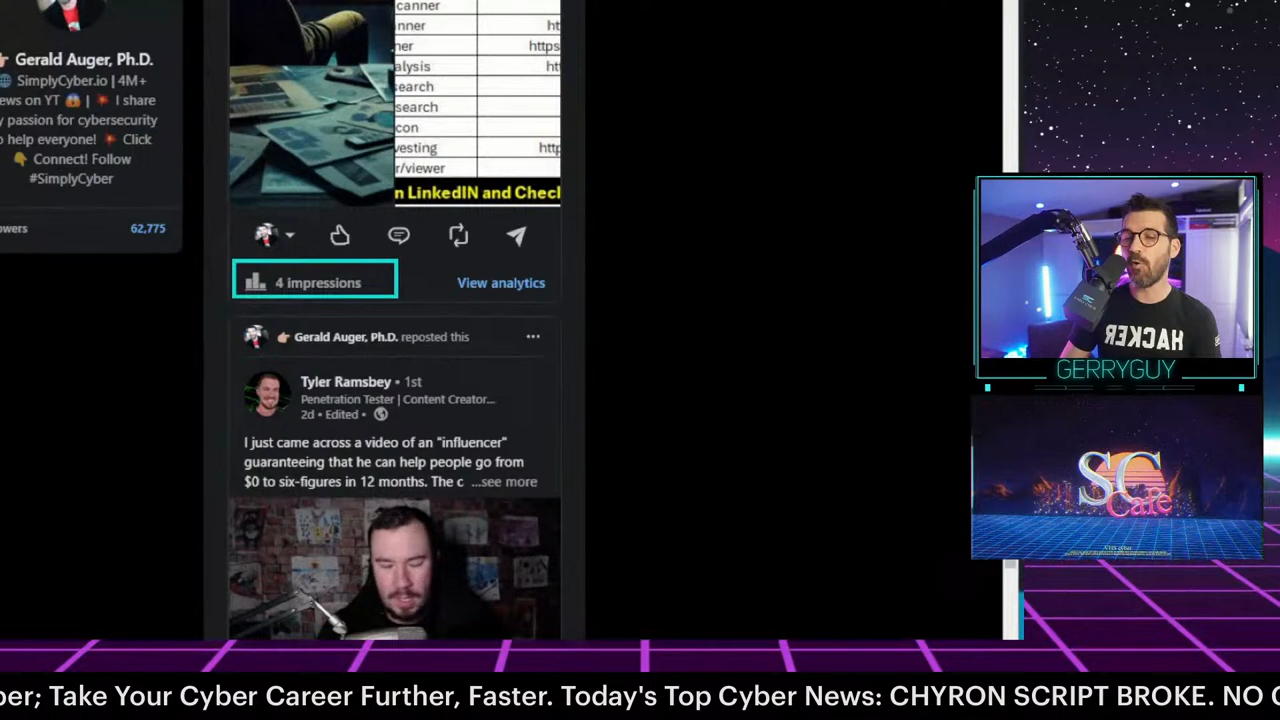 Gerald Auger, Ph.D.
SimplyCyber.io | 4M+
ews on YT | I share
y passion for cybersecurity
o help everyone! Click
Connect! Follow
#SimplyCyber
owers 62,775
canner
nner ht
ner https
alysis ht
search
search
con
vesting http
r/viewer
n LinkedIN and Check
4 impressions View analytics
Gerald Auger, Ph.D. reposted this
Tyler Ramsbey • 1st
Penetration Tester | Content Creator...
2d • Edited •
I just came across a video of an "influencer"
guaranteeing that he can help people go from
$0 to six-figures in 12 months. The c ...see more
HACKER
GERRYGUY
SC
Cafe
ber; Take Your Cyber Career Further, Faster. Today's Top Cyber News: CHYRON SCRIPT BROKE. NO C